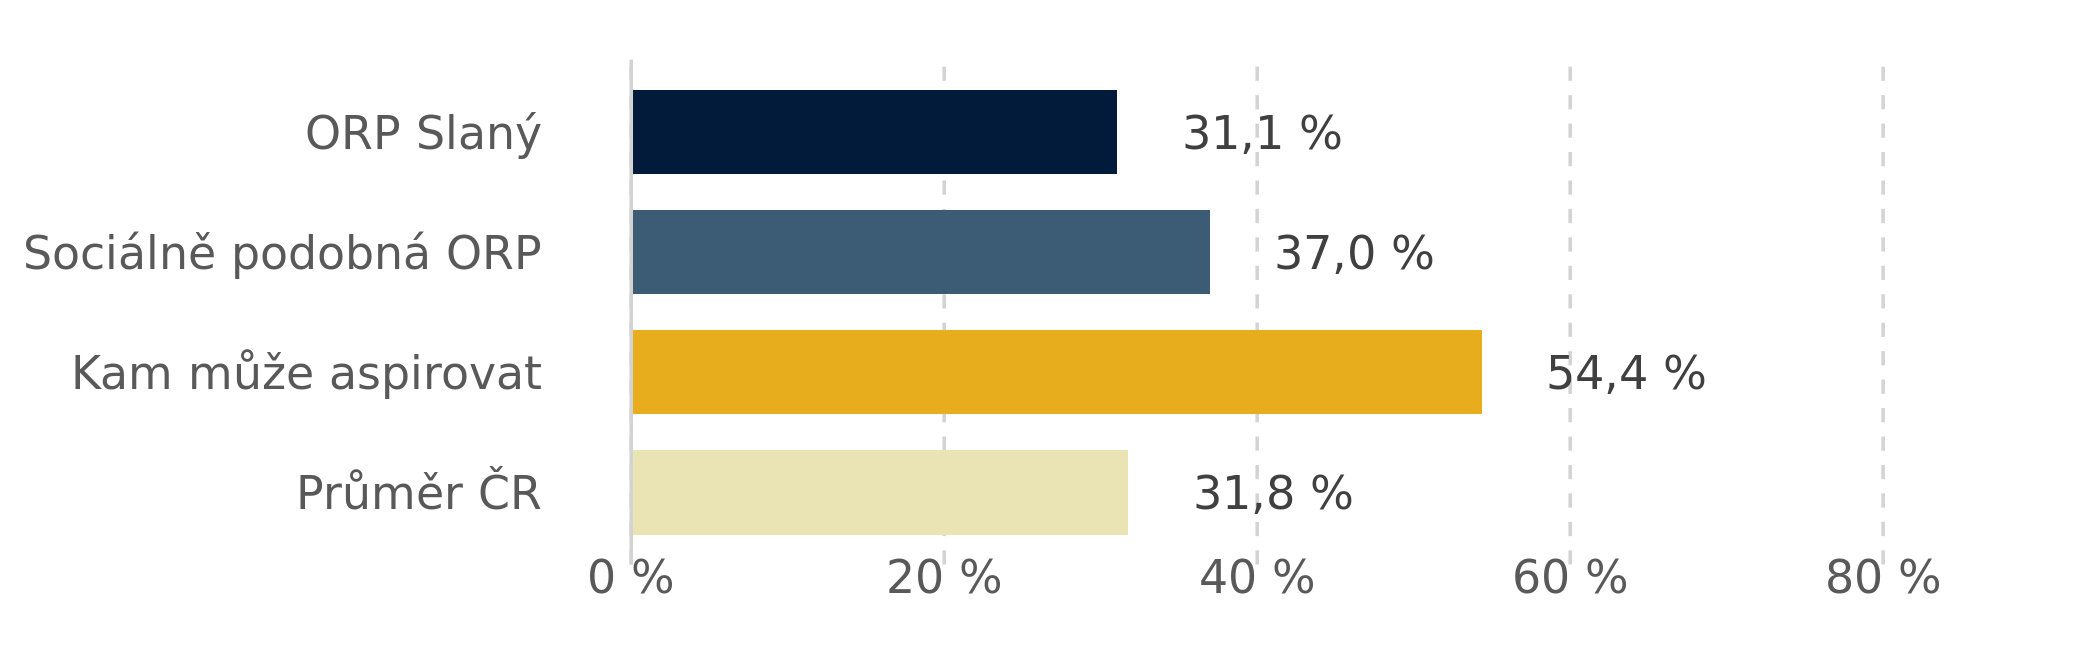 ORP Slaný
31,1 %
Sociálně podobná ORP
37,0 %
Kam může aspirovat
54,4 %
Průměr ČR
31,8 %
0 %
20 %
40 %
60 %
80 %